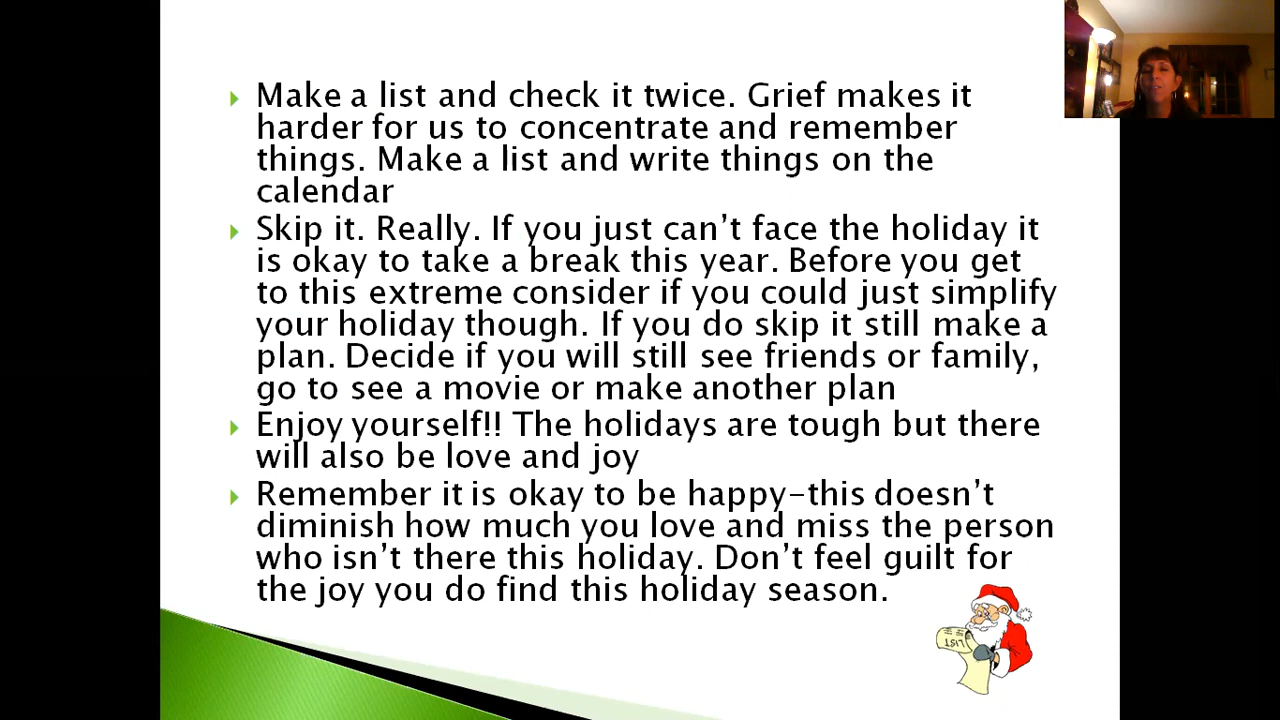 Make a list and check it twice. Grief makes it
harder for us to concentrate and remember
things. Make a list and write things on the
calendar
Skip it. Really. If you just can't face the holiday it
is okay to take a break this year. Before you get
to this extreme consider if you could just simplify
your holiday though. If you do skip it still make a
plan. Decide if you will still see friends or family,
go to see a movie or make another plan
Enjoy yourself!! The holidays are tough but there
will also be love and joy
Remember it is okay to be happy-this doesn't
diminish how much you love and miss the person
who isn't there this holiday. Don't feel guilt for
the joy you do find this holiday season.
LIST